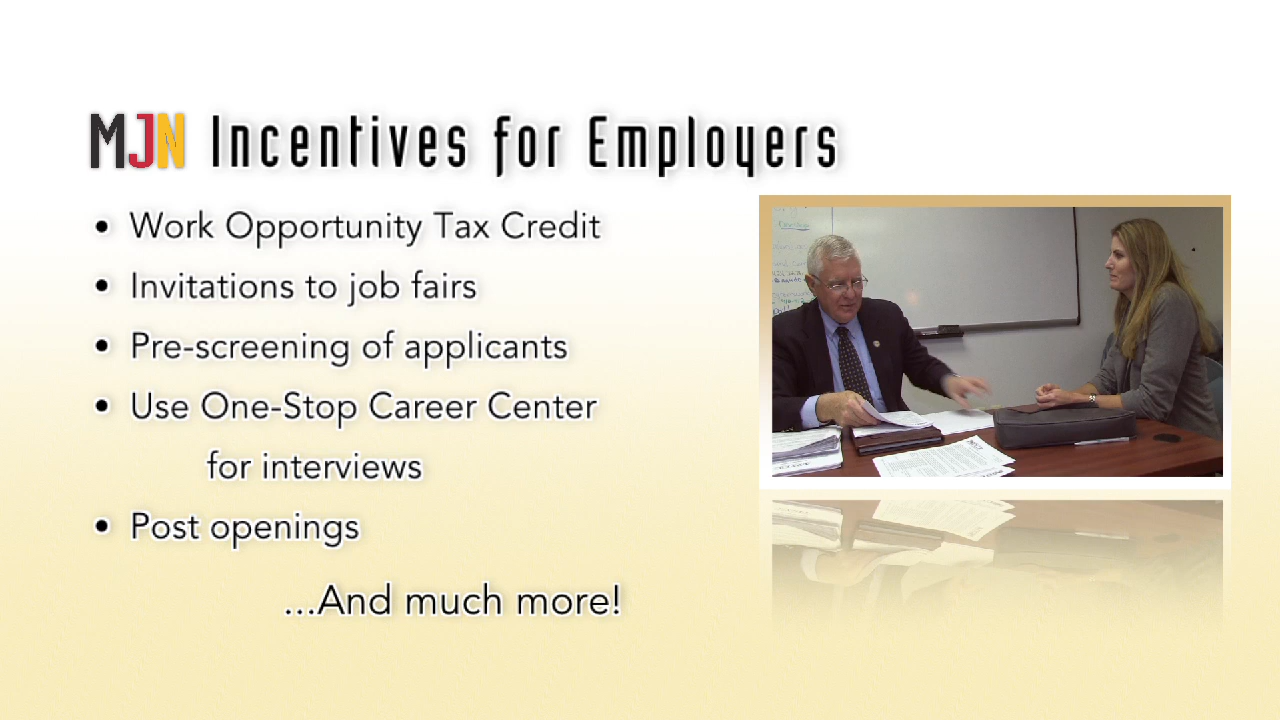 MJN Incentives for Employers
• Work Opportunity Tax Credit
• Invitations to job fairs
• Pre-screening of applicants
• Use One-Stop Career Center
for interviews
• Post openings
...And much more!